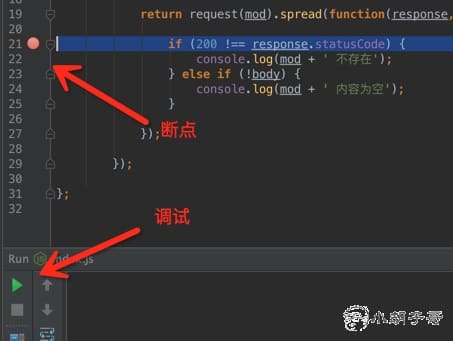 19 return request(mod).spread(function(response,
20
21 if (200 !== response.statusCode) {
22 console.log(mod + ' 不存在');
23 } else if (!body) {
24 console.log(mod + ' 内容为空');
25 }
26
断点
27 });
28
29 });
30
31 };
32
调试
Run index.js
小胡子哥